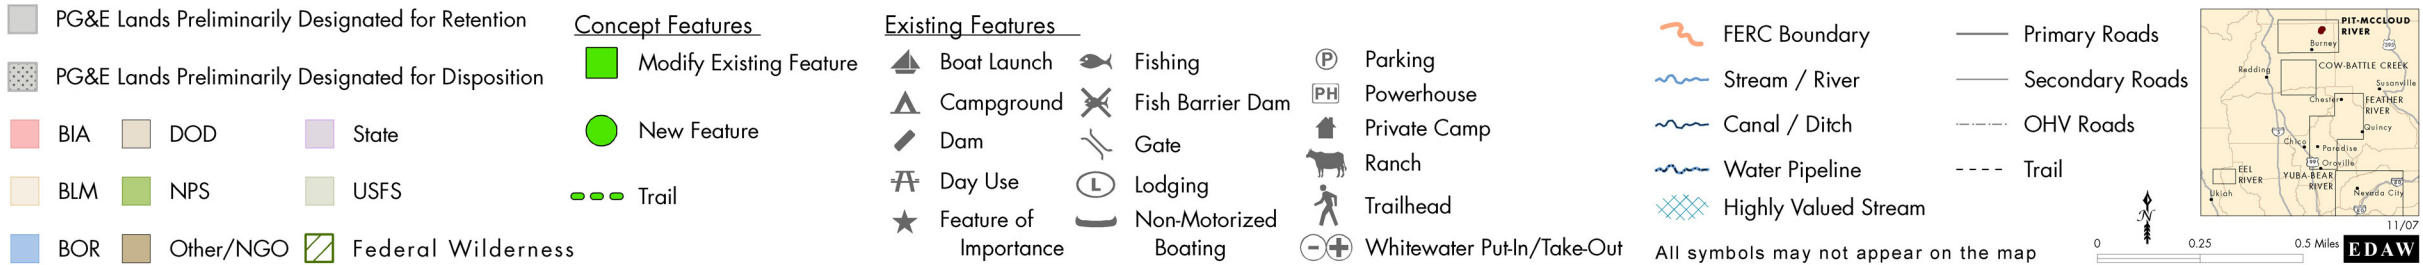 PG&E Lands Preliminarily Designated for Retention
PG&E Lands Preliminarily Designated for Disposition
BIA
DOD
State
BLM
NPS
USFS
BOR
Other/NGO
Federal Wilderness
Concept Features
Modify Existing Feature
New Feature
Trail
Existing Features
Boat Launch
Campground
Dam
Day Use
Feature of
Importance
Fishing
Fish Barrier Dam
Gate
L
Lodging
Non-Motorized
Boating
P
Parking
PH
Powerhouse
Private Camp
Ranch
Trailhead
Whitewater Put-In/Take-Out
FERC Boundary
Stream / River
Canal / Ditch
Water Pipeline
Highly Valued Stream
All symbols may not appear on the map
Primary Roads
Secondary Roads
OHV Roads
Trail
N
0 0.25 0.5 Miles
PIT-MCCLOUD
RIVER
Burney
395
Redding
COW-BATTLE CREEK
Susanville
Chester
FEATHER
RIVER
5
Quincy
Chico
Paradise
99
Oroville
EEL
RIVER
YUBA-BEAR
RIVER
80
Ukiah
Nevada City
80
11/07
EDAW